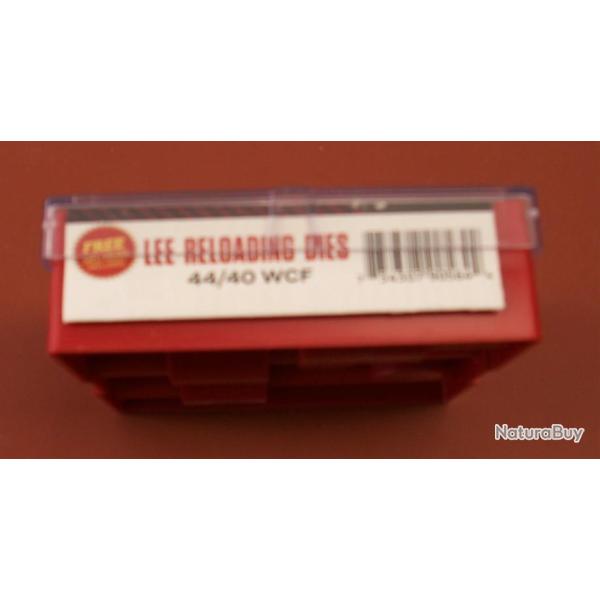 FREE
LEE RELOADING DIES
44/40 WCF
NaturaBuy